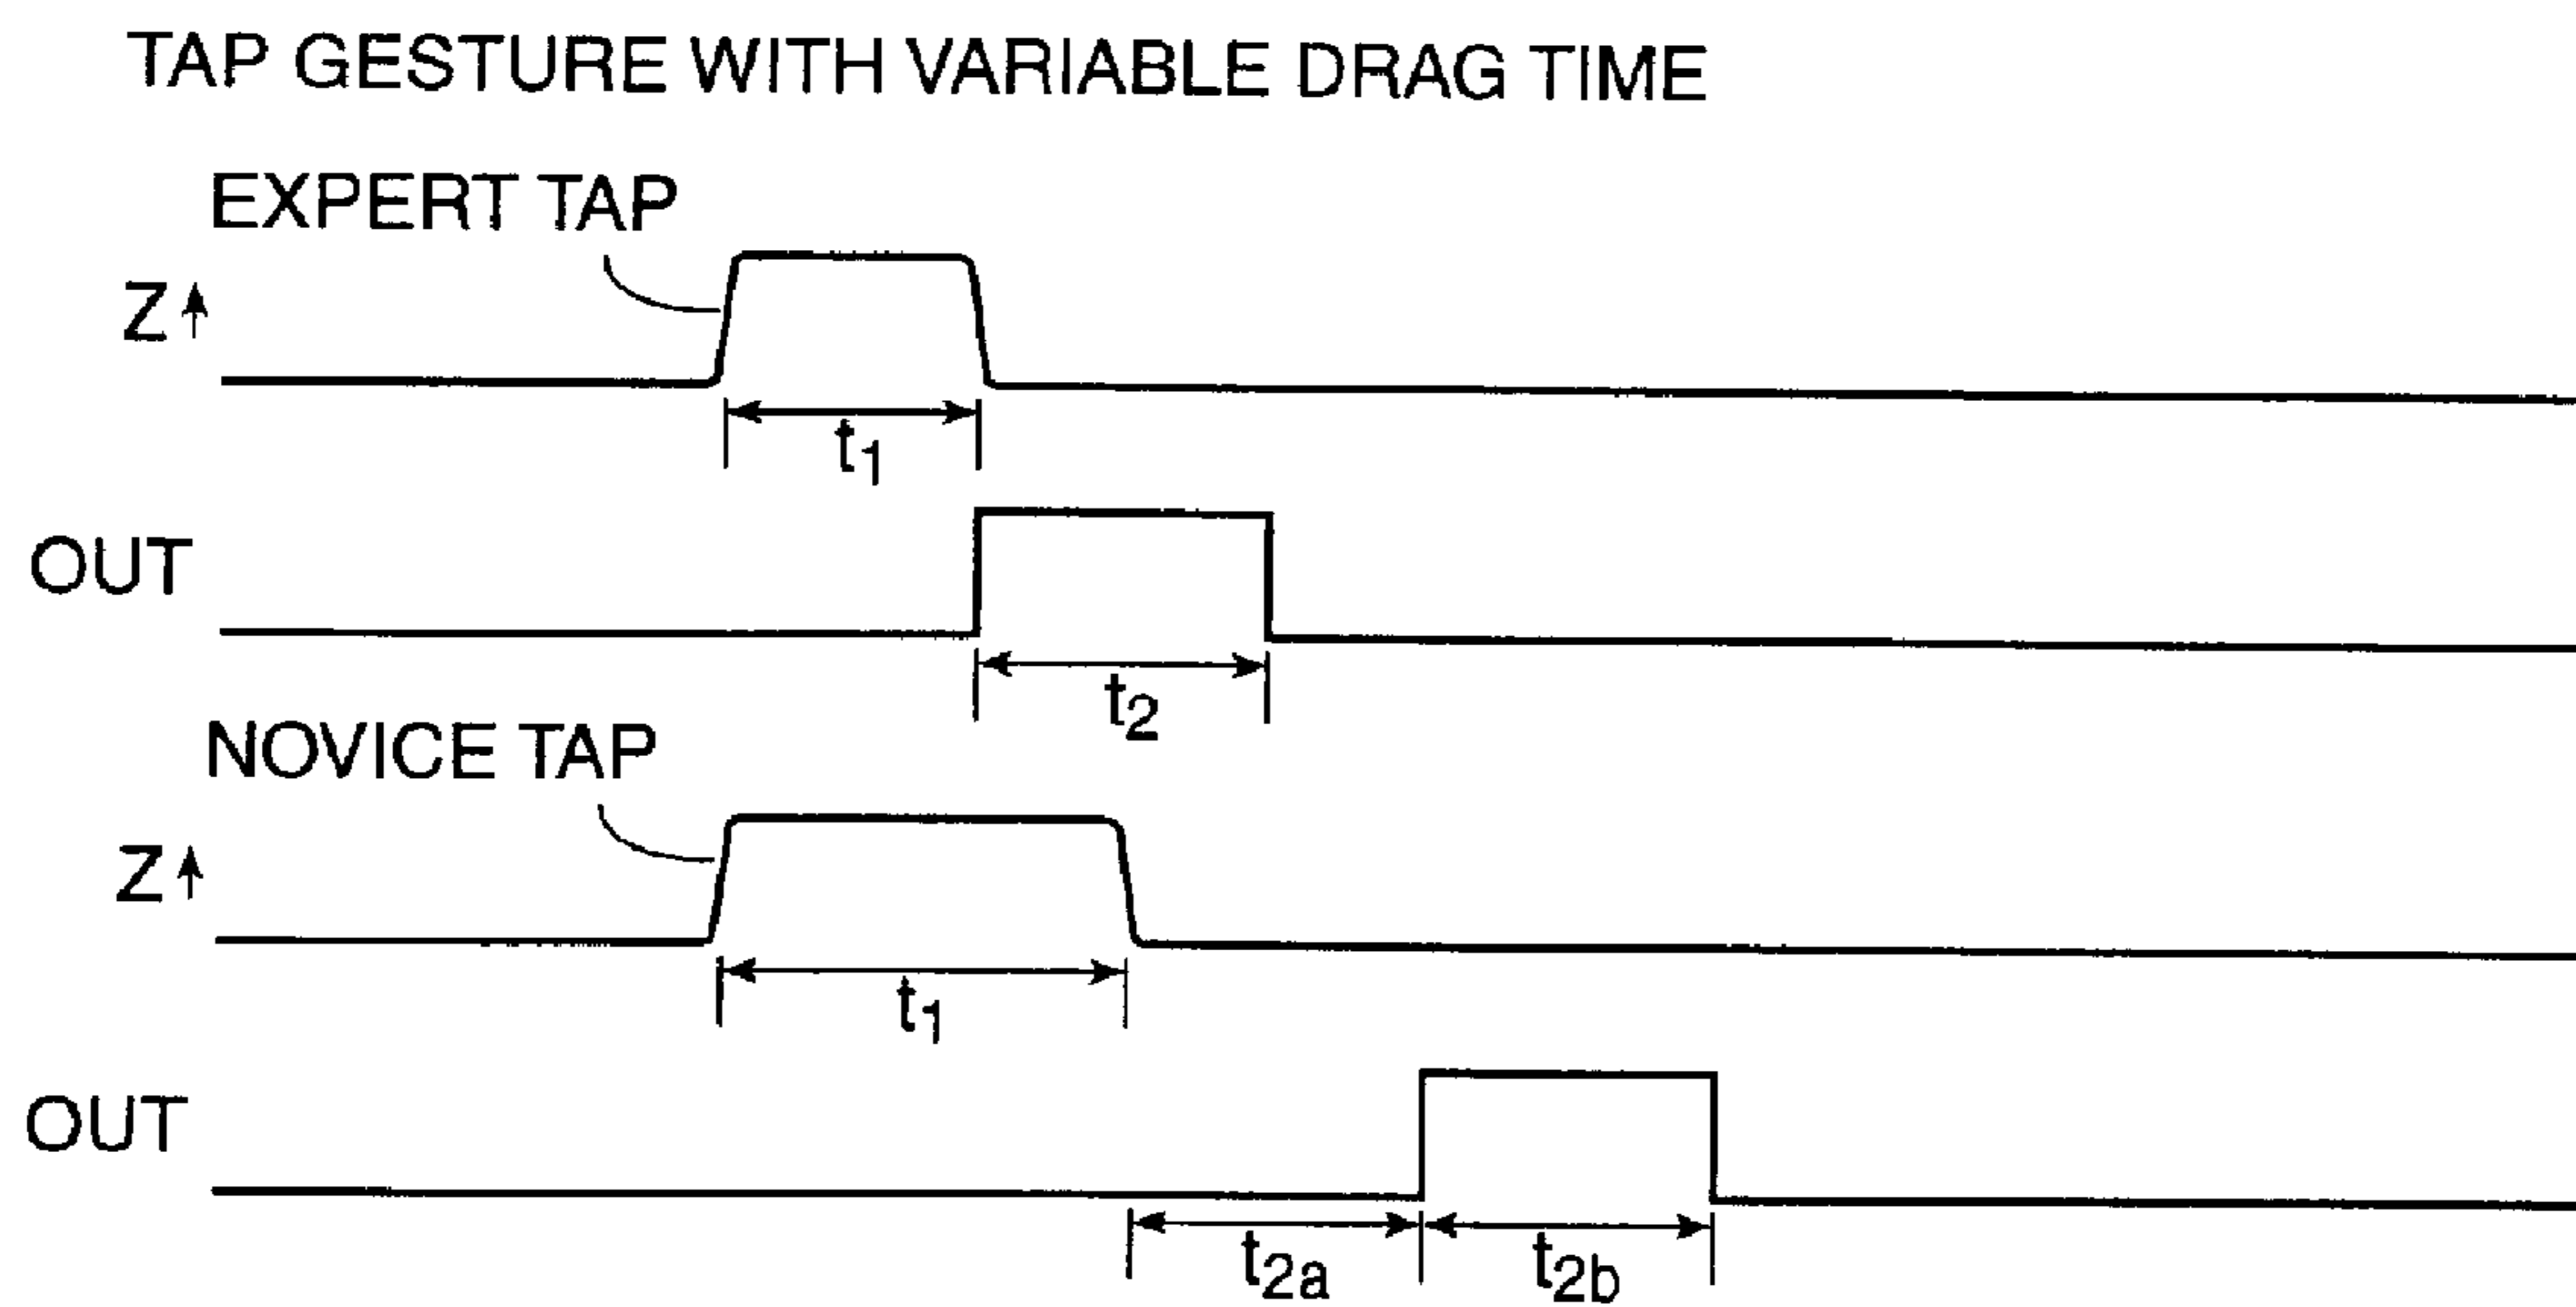 TAP GESTURE WITH VARIABLE DRAG TIME
EXPERT TAP
Z
t1
OUT
t2
NOVICE TAP
Z
t1
OUT
t2a t2b